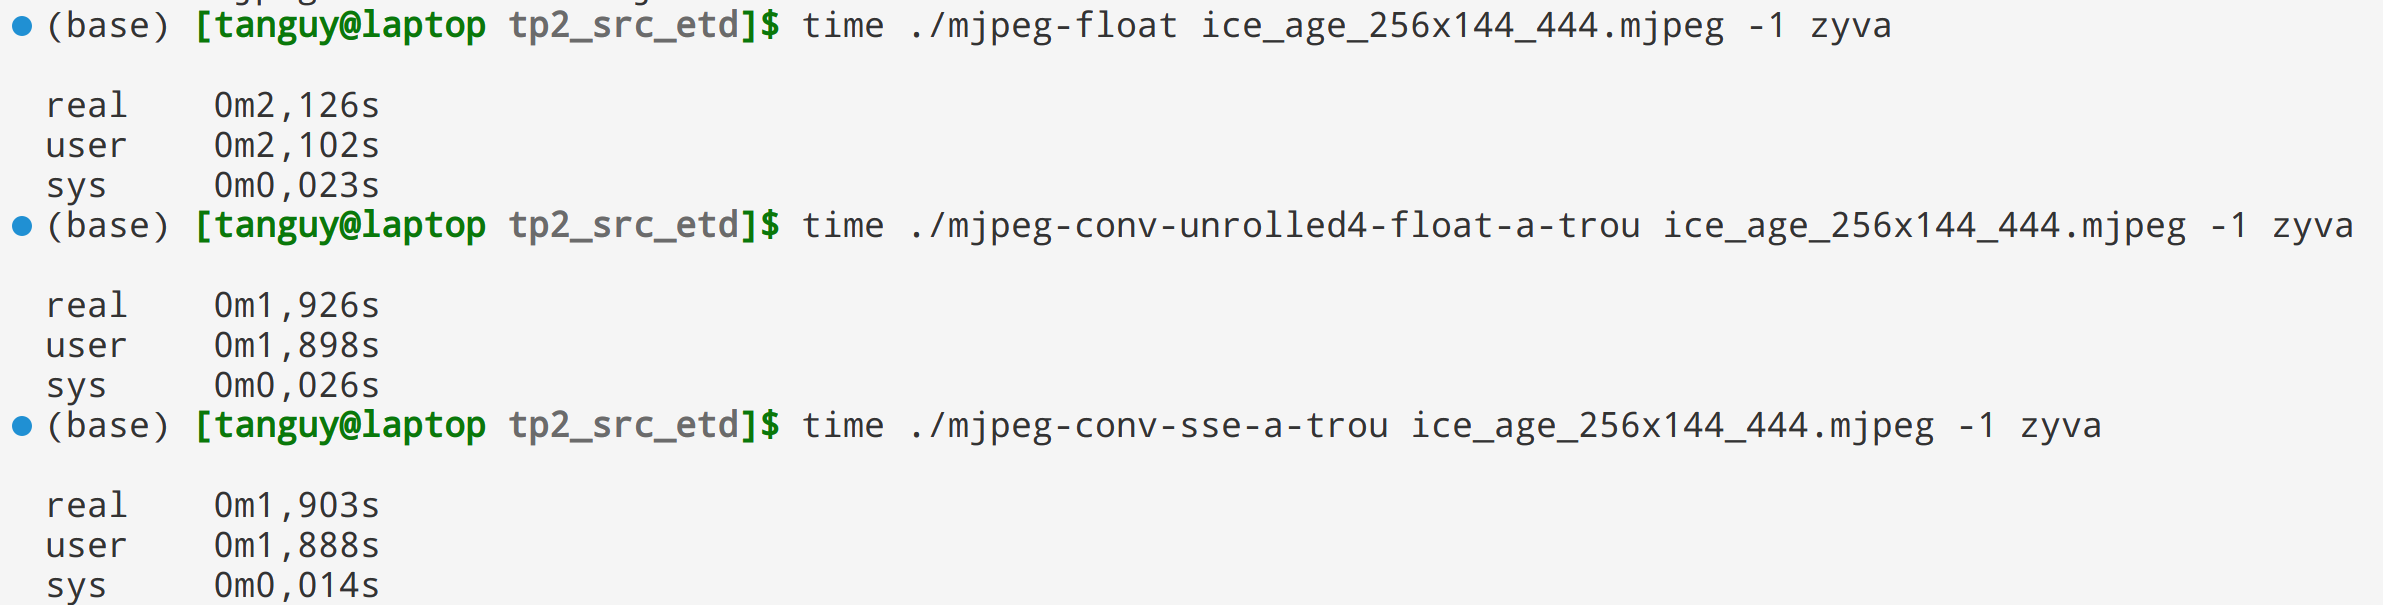 (base) [tanguy@laptop tp2_src_etd]$ time ./mjpeg-float ice_age_256x144_444.mjpeg -1 zyva
real 0m2,126s
user 0m2,102s
sys 0m0,023s
(base) [tanguy@laptop tp2_src_etd]$ time ./mjpeg-conv-unrolled4-float-a-trou ice_age_256x144_444.mjpeg -1 zyva
real 0m1,926s
user 0m1,898s
sys 0m0,026s
(base) [tanguy@laptop tp2_src_etd]$ time ./mjpeg-conv-sse-a-trou ice_age_256x144_444.mjpeg -1 zyva
real 0m1,903s
user 0m1,888s
sys 0m0,014s